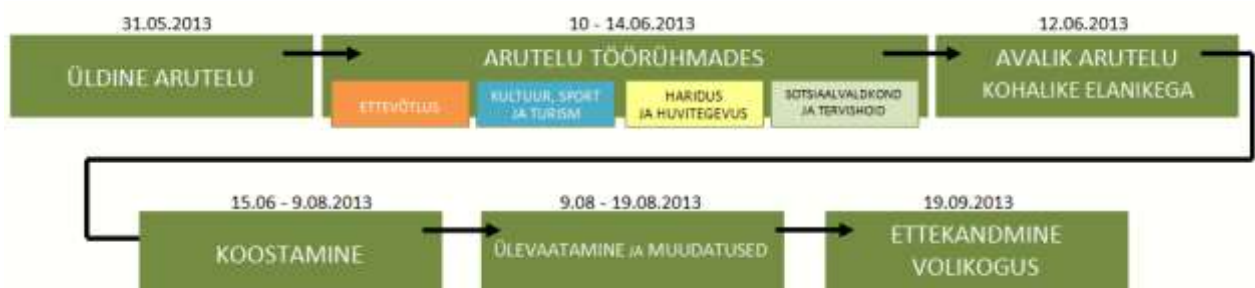 31.05.2013
ÜLDINE ARUTELU
10 - 14.06.2013
ARUTELU TÖÖRÜHMADES
ETTEVÕTLUS
KULTUUR, SPORT
JA TURISM
HARIDUS
JA HUVITEGEVUS
SOTSIAALVALDKOND
JA TERVISHOID
12.06.2013
AVALIK ARUTELU
KOHALIKE ELANIKEGA
15.06 - 9.08.2013
KOOSTAMINE
9.08 - 19.08.2013
ÜLEVAATAMINE JA MUUDATUSED
19.09.2013
ETTEKANDMINE
VOLIKOGUS